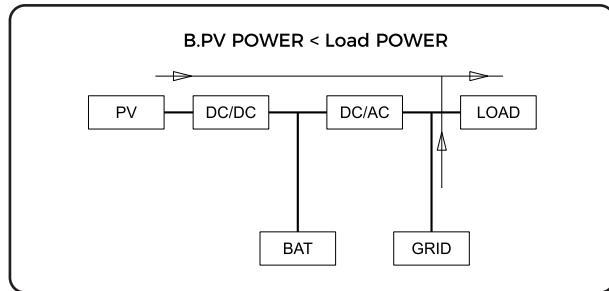 B.PV POWER < Load POWER
PV
DC/DC
DC/AC
LOAD
BAT
GRID